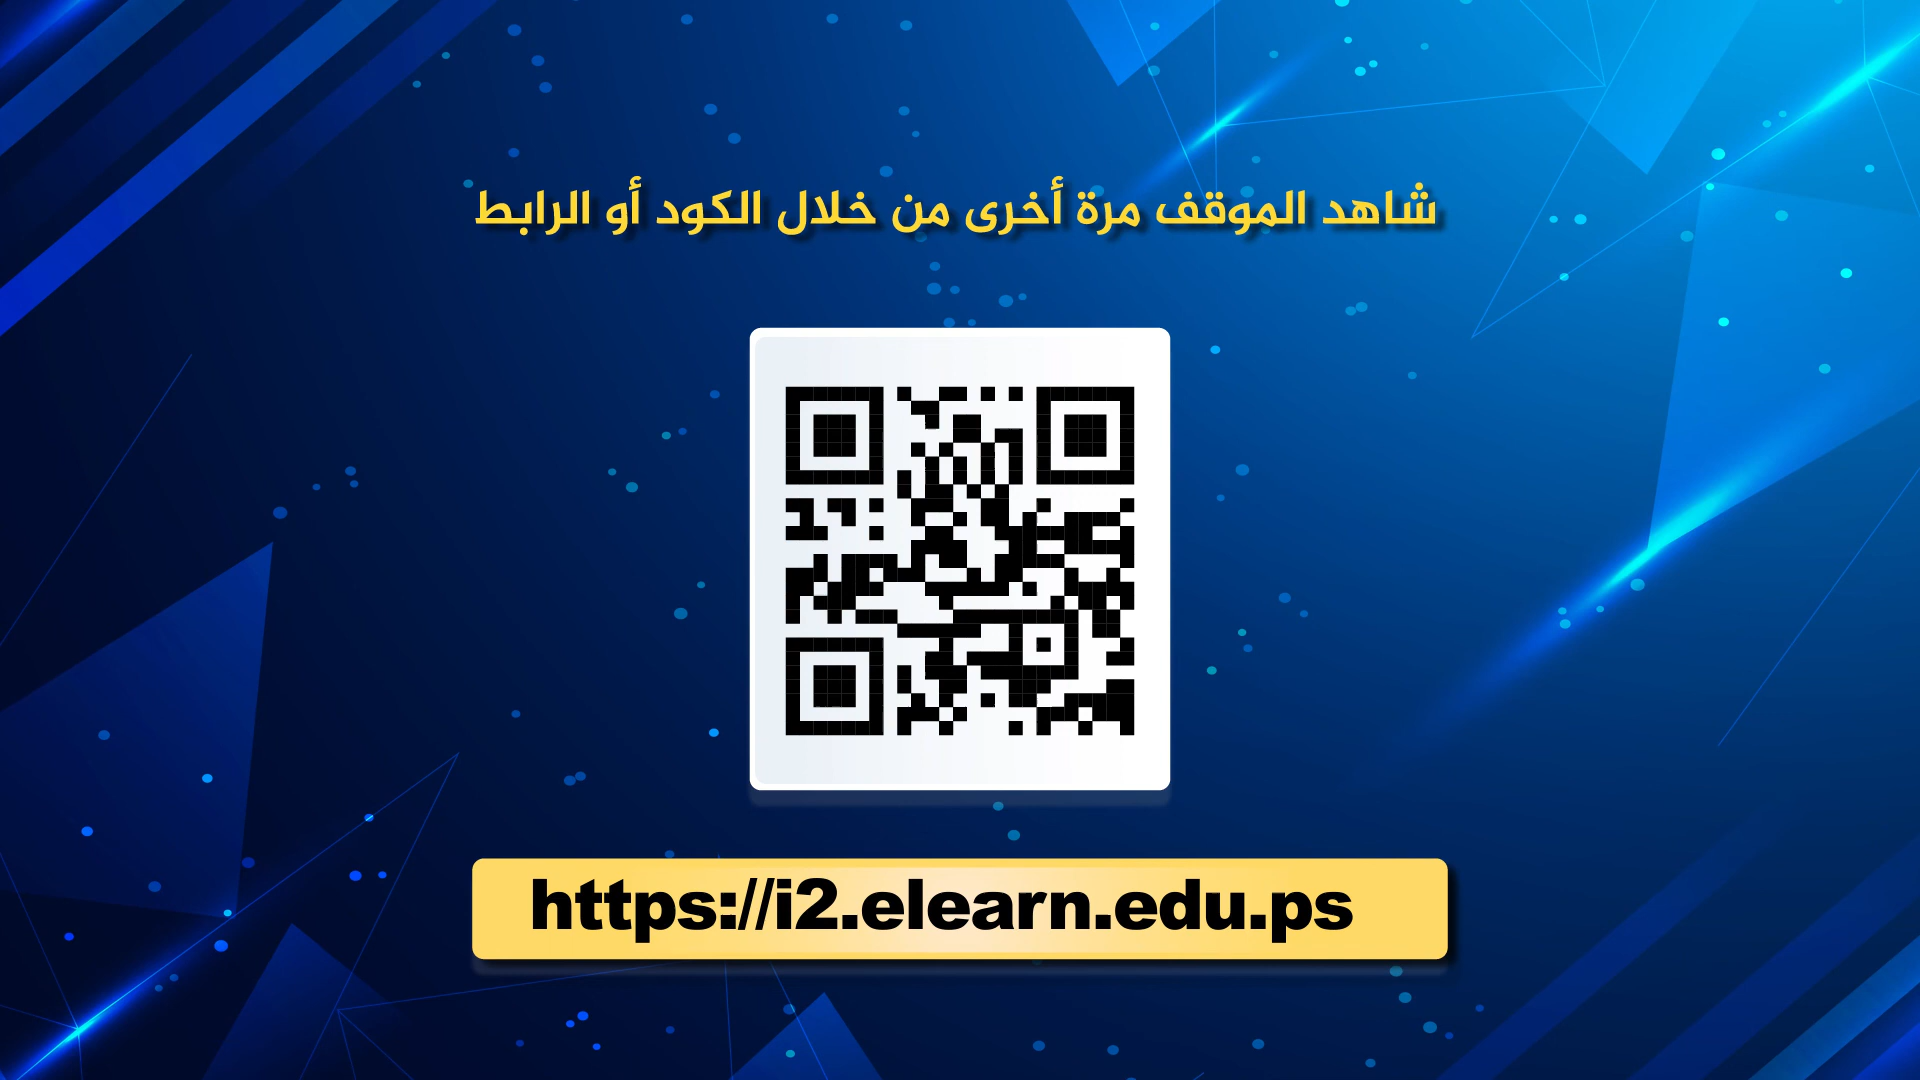 شاهد الموقف مرة أخرى من خلال الكود أو الرابط
https://i2.elearn.edu.ps